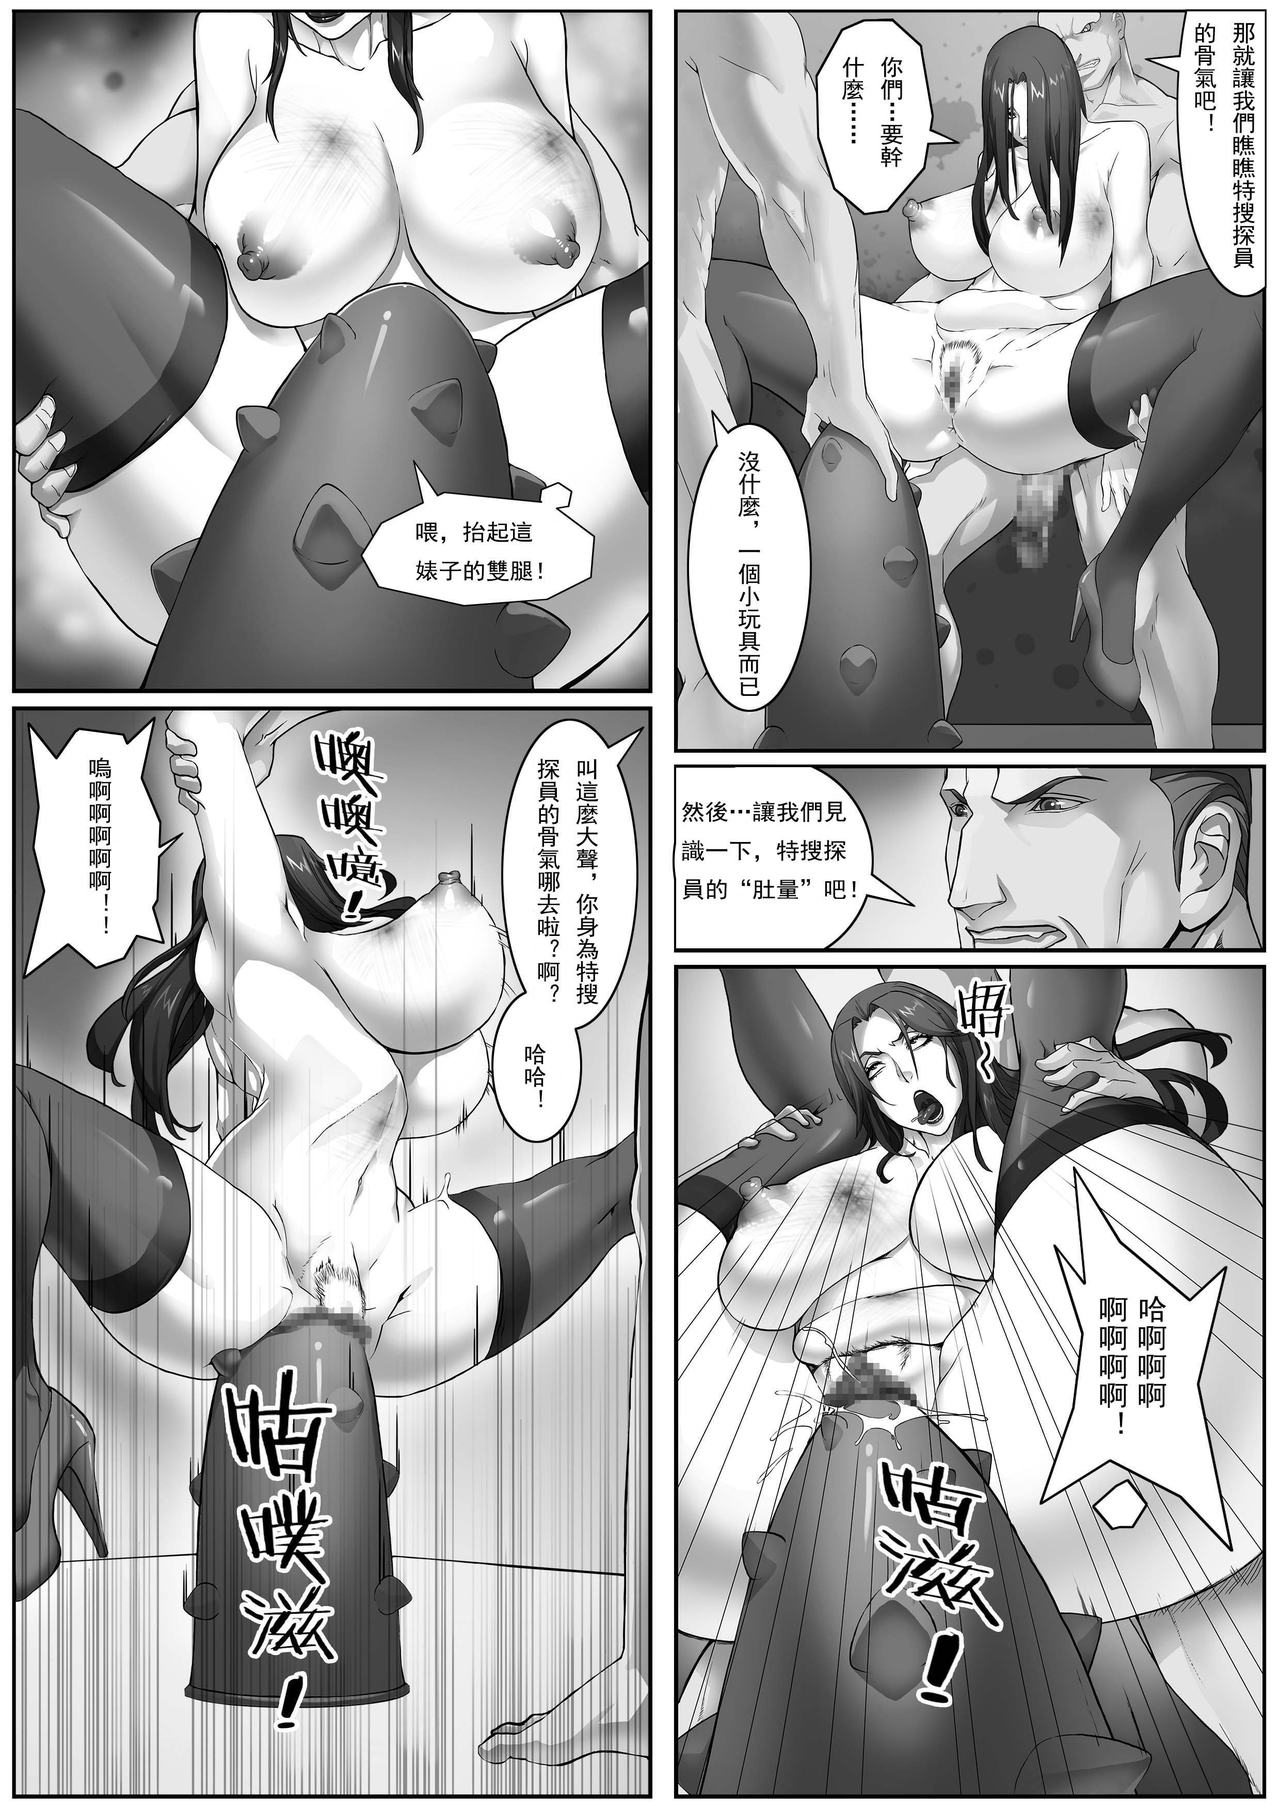 那就讓我們瞧瞧特搜探員
的骨氣吧！
你們…要幹
什麼……
沒什麼，一個小玩具而已
然後…讓我們見
識一下，特搜探
員的“肚量”吧！
唔~
哈啊啊啊
啊啊啊啊！
咕滋！
喂，抬起這
婊子的雙腿！
叫這麼大聲，你身為特搜
探員的骨氣哪去啦？啊？
哈哈！
噢噢噫！
嗚啊啊啊啊啊！！
咕噗滋！